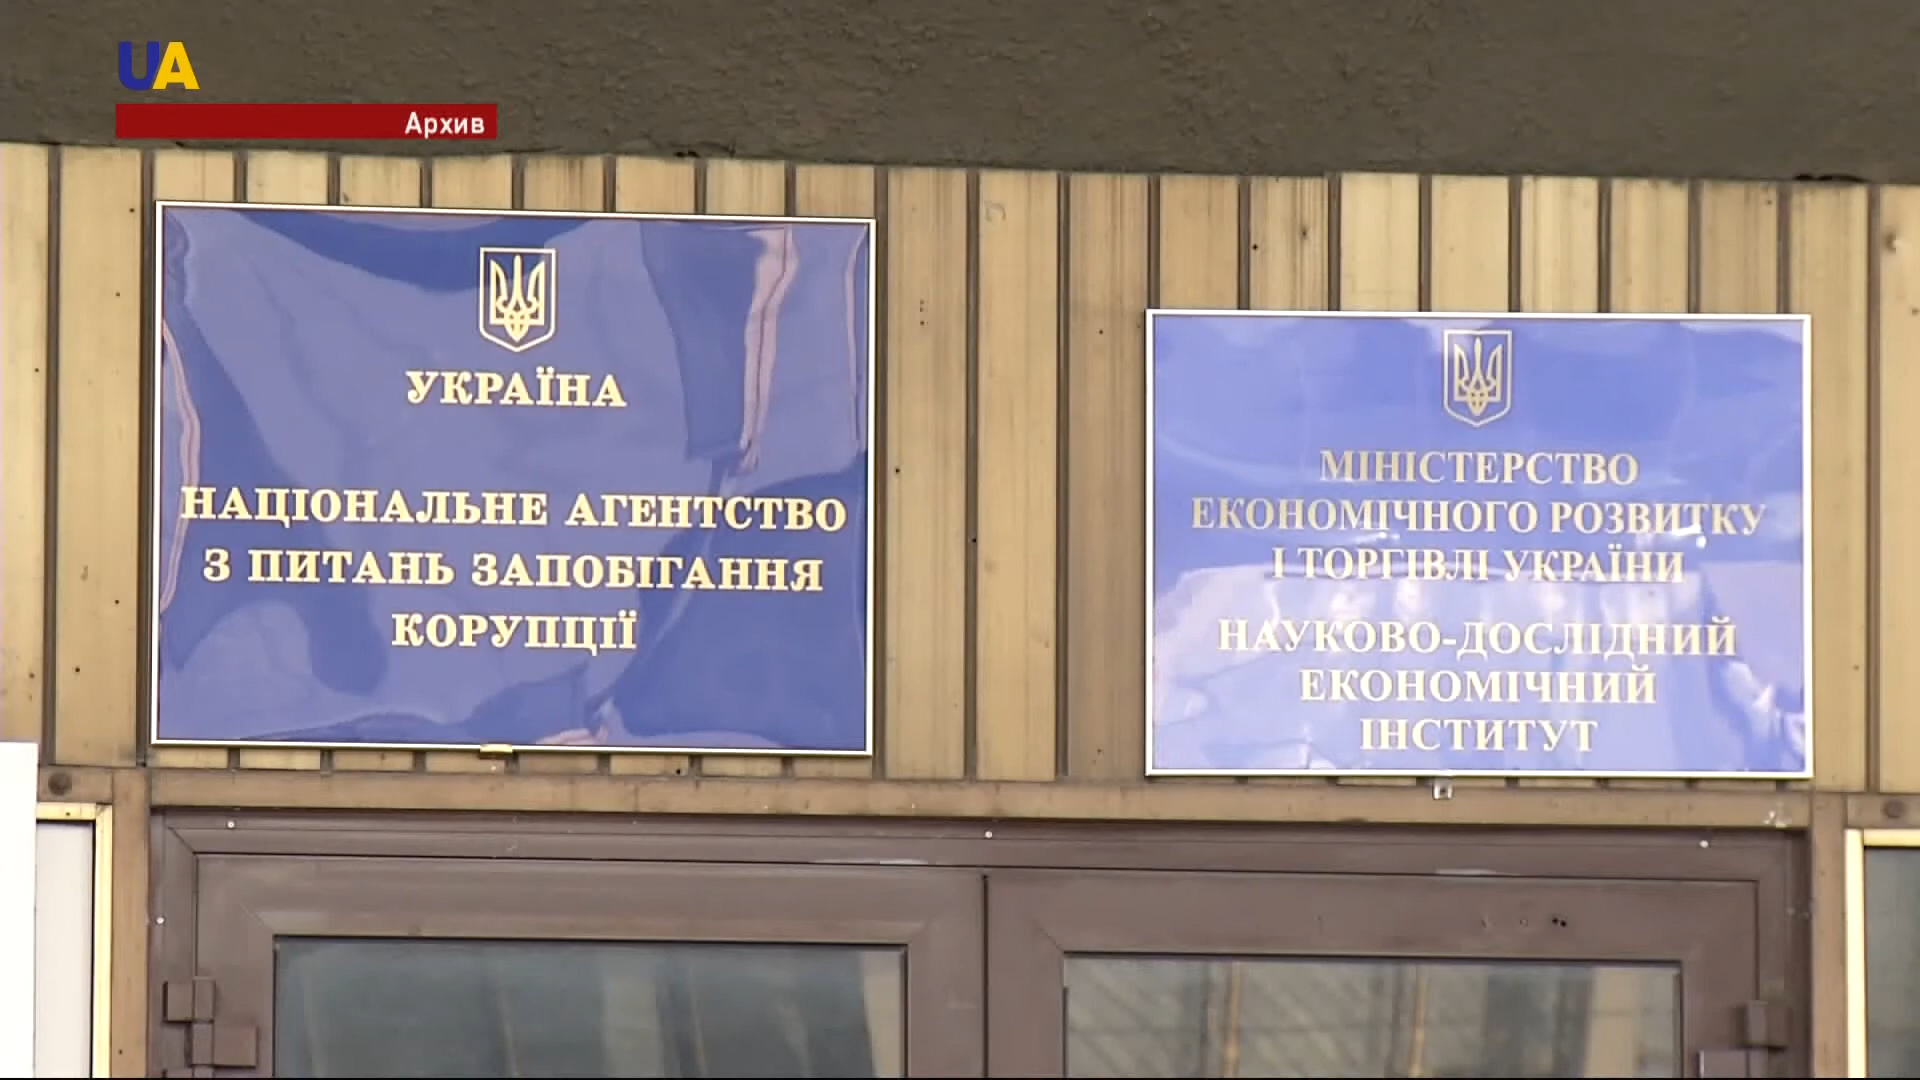 UA
Архив
УКРАЇНА
НАЦІОНАЛЬНЕ АГЕНТСТВО
З ПИТАНЬ ЗАПОБІГАННЯ
КОРУПЦІЇ
МІНІСТЕРСТВО
ЕКОНОМІЧНОГО РОЗВИТКУ
І ТОРГІВЛІ УКРАЇНИ
НАУКОВО-ДОСЛІДНИЙ
ЕКОНОМІЧНИЙ
ІНСТИТУТ